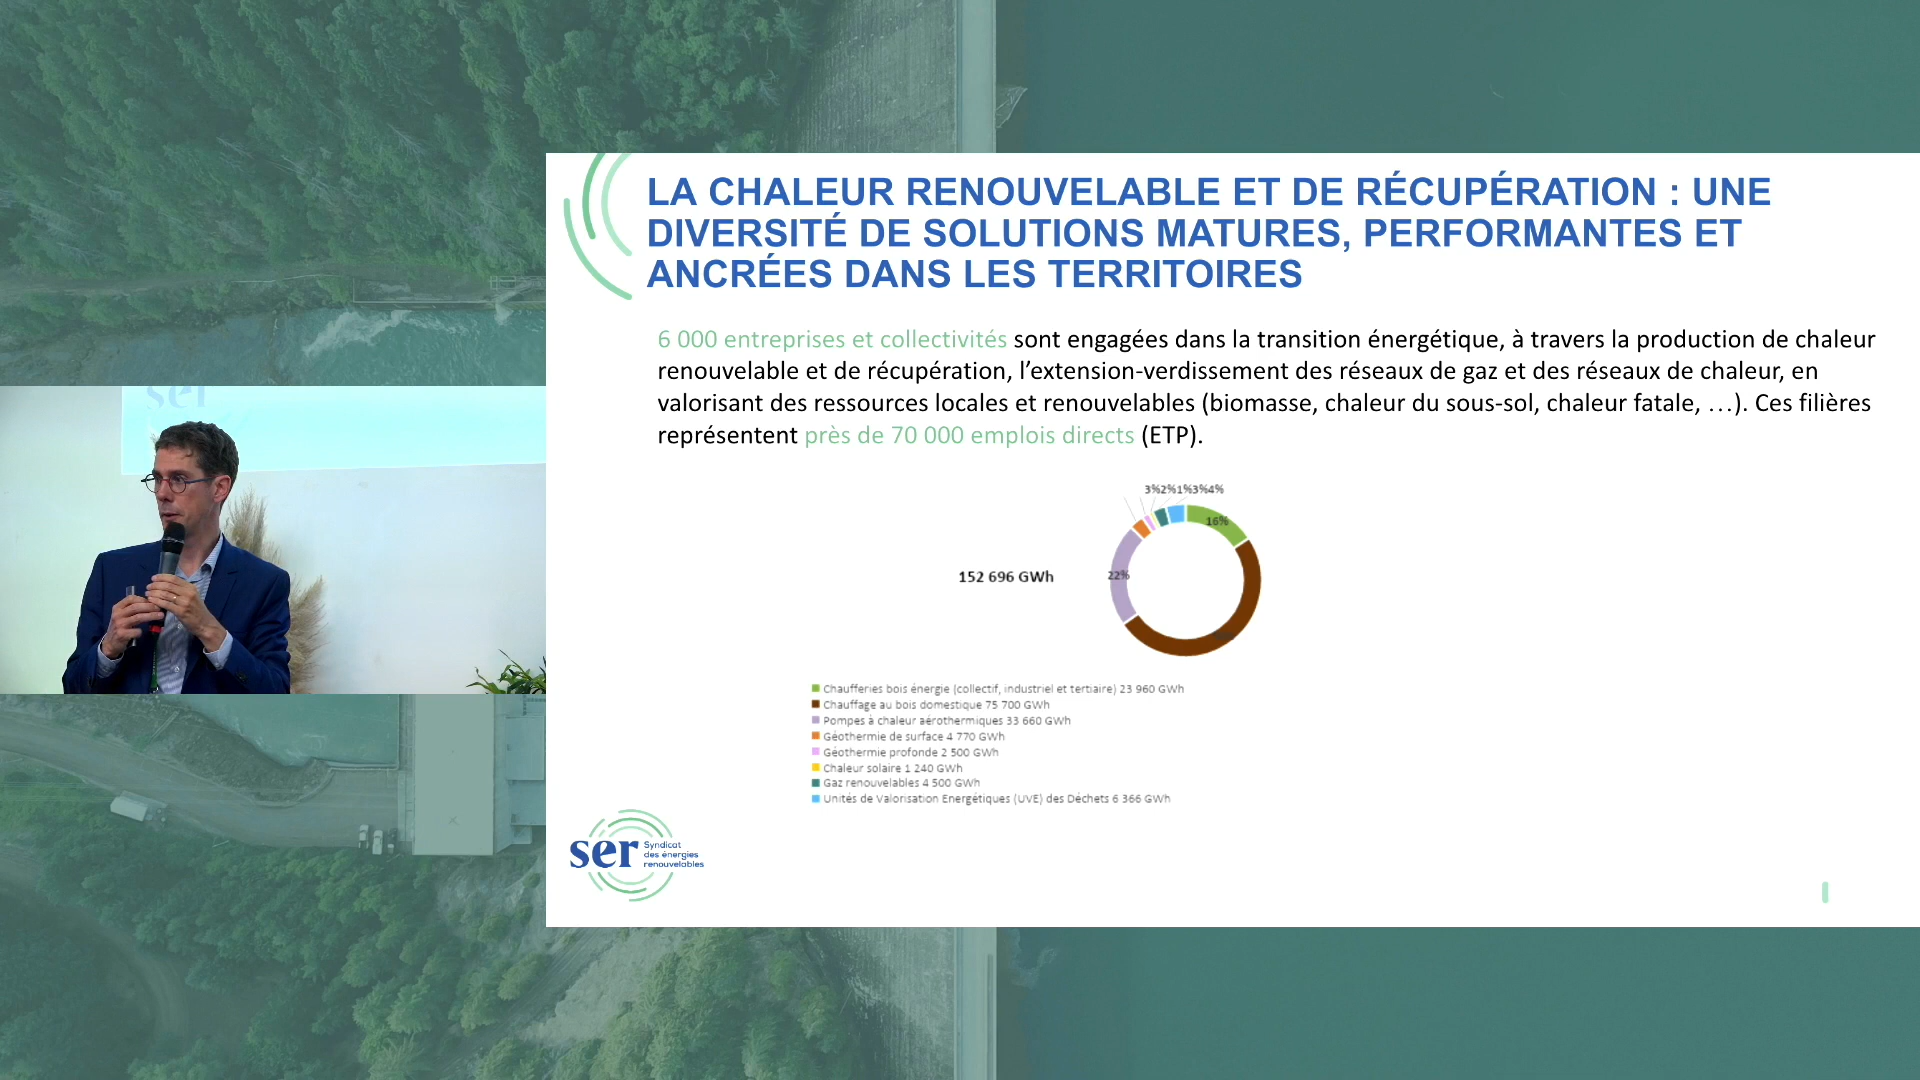 LA CHALEUR RENOUVELABLE ET DE RÉCUPÉRATION : UNE
DIVERSITÉ DE SOLUTIONS MATURES, PERFORMANTES ET
ANCRÉES DANS LES TERRITOIRES
6 000 entreprises et collectivités sont engagées dans la transition énergétique, à travers la production de chaleur
renouvelable et de récupération, l’extension-verdissement des réseaux de gaz et des réseaux de chaleur, en
valorisant des ressources locales et renouvelables (biomasse, chaleur du sous-sol, chaleur fatale, …). Ces filières
représentent près de 70 000 emplois directs (ETP).
3%2%1%3%4%
16%
22%
152 696 GWh
Chaufferies bois énergie (collectif, industriel et tertiaire) 23 960 GWh
Chauffage au bois domestique 75 700 GWh
Pompes à chaleur aérothermiques 33 660 GWh
Géothermie de surface 4 770 GWh
Géothermie profonde 2 500 GWh
Chaleur solaire 1 240 GWh
Gaz renouvelables 4 500 GWh
Unités de Valorisation Energétiques (UVE) des Déchets 6 366 GWh
ser
ser Syndicat
des énergies
renouvelables